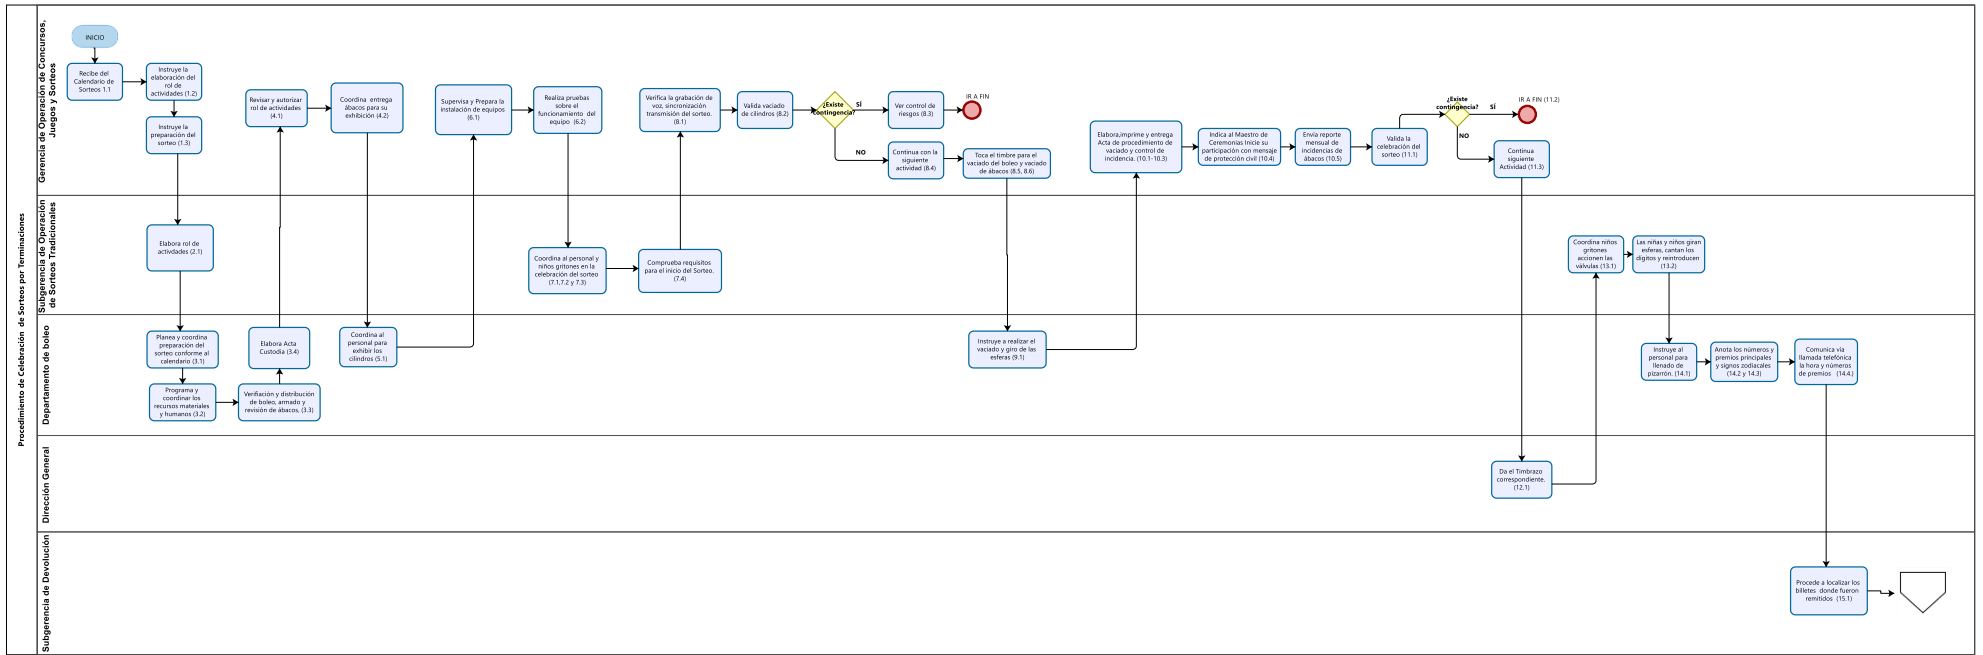 Procedimiento de Celebración  de Sorteos por Terminaciones
Gerencia de Operación de Concursos,
Juegos y Sorteos
INICIO
Recibe del
Calendario de
Sorteos 1.1
Instruye la
elaboración del
rol de
actividades (1.2)
Instruye la
preparación del
sorteo (1.3)
Revisar y autorizar
rol de actividades
(4.1)
Coordina  entrega
ábacos para su
exhibición (4.2)
Supervisa y Prepara la
instalación de equipos
(6.1)
Realiza pruebas
sobre el
funcionamiento  del
equipo  (6.2)
Verifica la grabación de
voz, sincronización
transmisión del sorteo.
(8.1)
Valida vaciado
de cilindros (8.2)
¿Existe
contingencia?
SÍ
NO
Ver control de
riesgos (8.3)
IR A FIN
Continua con la
siguiente
actividad (8.4)
Toca el timbre para el
vaciado del boleo y vaciado
de ábacos (8.5, 8.6)
Elabora,imprime y entrega
Acta de procedimiento de
vaciado y control de
incidencia. (10.1-10.3)
Indica al Maestro de
Ceremonias Inicie su
participación con mensaje
de protección civil (10.4)
Envía reporte
mensual de
incidencias de
ábacos (10.5)
Valida la
celebración del
sorteo (11.1)
¿Existe
contingencia?
SÍ
NO
IR A FIN (11.2)
Continua
siguiente
Actividad (11.3)
Subgerencia de Operación
de Sorteos Tradicionales
Elabora rol de
activdades (2.1)
Coordina al personal y
niños gritones en la
celebración del sorteo
(7.1,7.2 y 7.3)
Comprueba requisitos
para el inicio del Sorteo.
(7.4)
Coordina niños
gritones
accionen las
válvulas (13.1)
Las niñas y niños giran
esferas, cantan los
dígitos y reintroducen
(13.2)
Departamento de boleo
Planea y coordina
preparación del
sorteo conforme al
calendario (3.1)
Programa y
coordinar los
recursos materiales
y humanos (3.2)
Elabora Acta
Custodia (3.4)
Verifiación y distribución
de boleo, armado y
revisión de ábacos, (3.3)
Coordina al
personal para
exhibir los
cilindros (5.1)
Instruye a realizar el
vaciado y giro de las
esferas (9.1)
Instruye al
personal para
llenado de
pizarrón. (14.1)
Anota los números y
premios principales
y signos zodiacales
(14.2 y 14.3)
Comunica vía
llamada telefónica
la hora y números
de premios   (14.4.)
Dirección General
Da el Timbrazo
correspondiente.
(12.1)
Subgerencia de Devolución
Procede a localizar los
billetes  donde fueron
remitidos  (15.1)